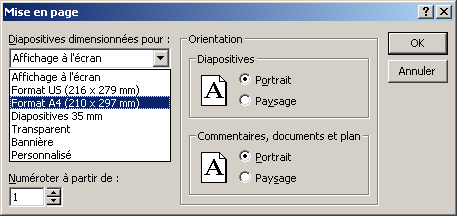 Mise en page
Diapositives dimensionnées pour :
Affichage à l'écran
Affichage à l'écran
Format US (216 x 279 mm)
Format A4 (210 x 297 mm)
Diapositives 35 mm
Transparent
Bannière
Personnalisé
Numéroter à partir de :
1
Orientation
Diapositives
A
Portrait
Paysage
Commentaires, documents et plan
A
Portrait
Paysage
OK
Annuler